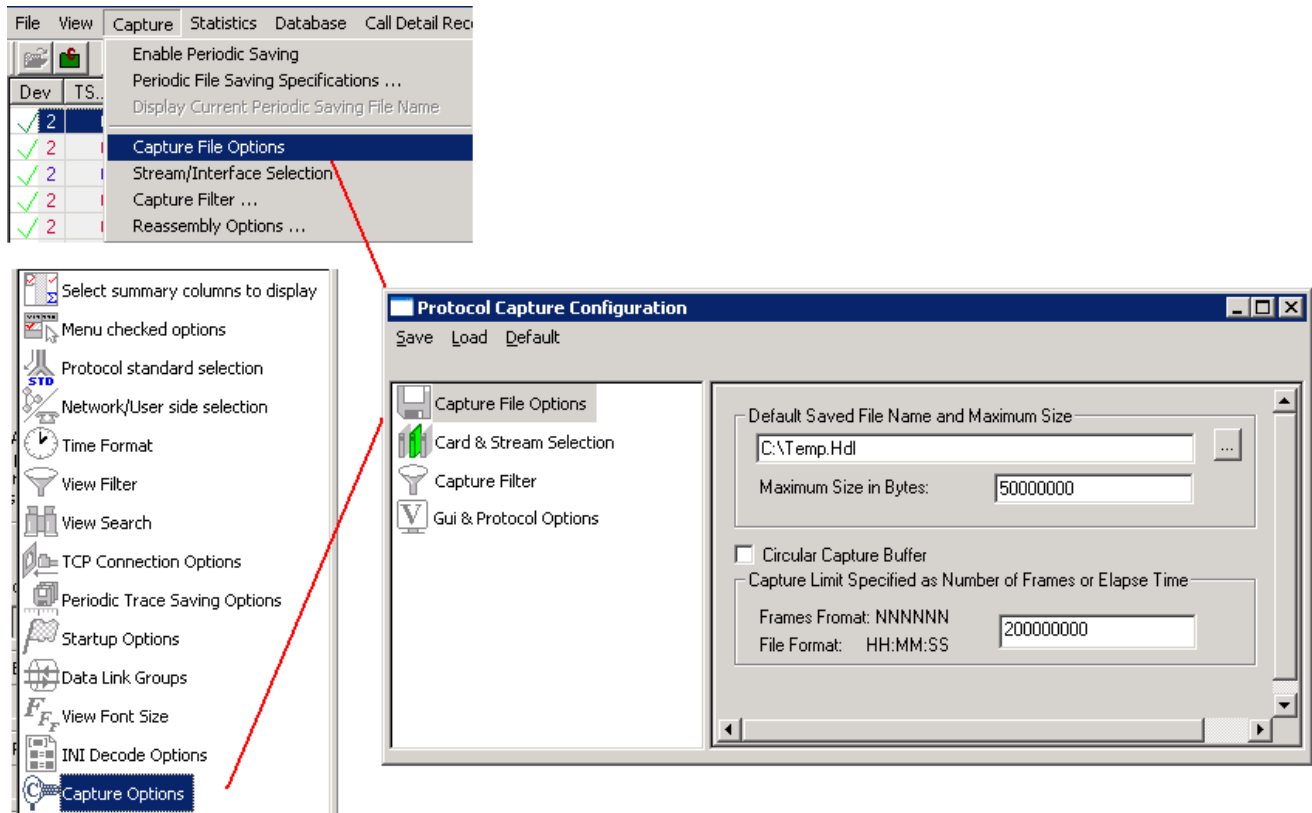 File View Capture Statistics Database Call Detail Rec
Enable Periodic Saving
Periodic File Saving Specifications ...
Display Current Periodic Saving File Name
Dev TS..
2
2
2
2
2
Capture File Options
Stream/Interface Selection
Capture Filter ...
Reassembly Options ...
Select summary columns to display
Menu checked options
STD
Protocol standard selection
Network/User side selection
Time Format
View Filter
View Search
TCP Connection Options
Periodic Trace Saving Options
Startup Options
Data Link Groups
FFF View Font Size
INI Decode Options
C Capture Options
Protocol Capture Configuration
Save Load Default
Capture File Options
Card & Stream Selection
Capture Filter
V Gui & Protocol Options
Default Saved File Name and Maximum Size
C:\Temp.Hdl ...
Maximum Size in Bytes: 50000000
Circular Capture Buffer
Capture Limit Specified as Number of Frames or Elapse Time
Frames Fromat: NNNNNN
200000000
File Format: HH:MM:SS